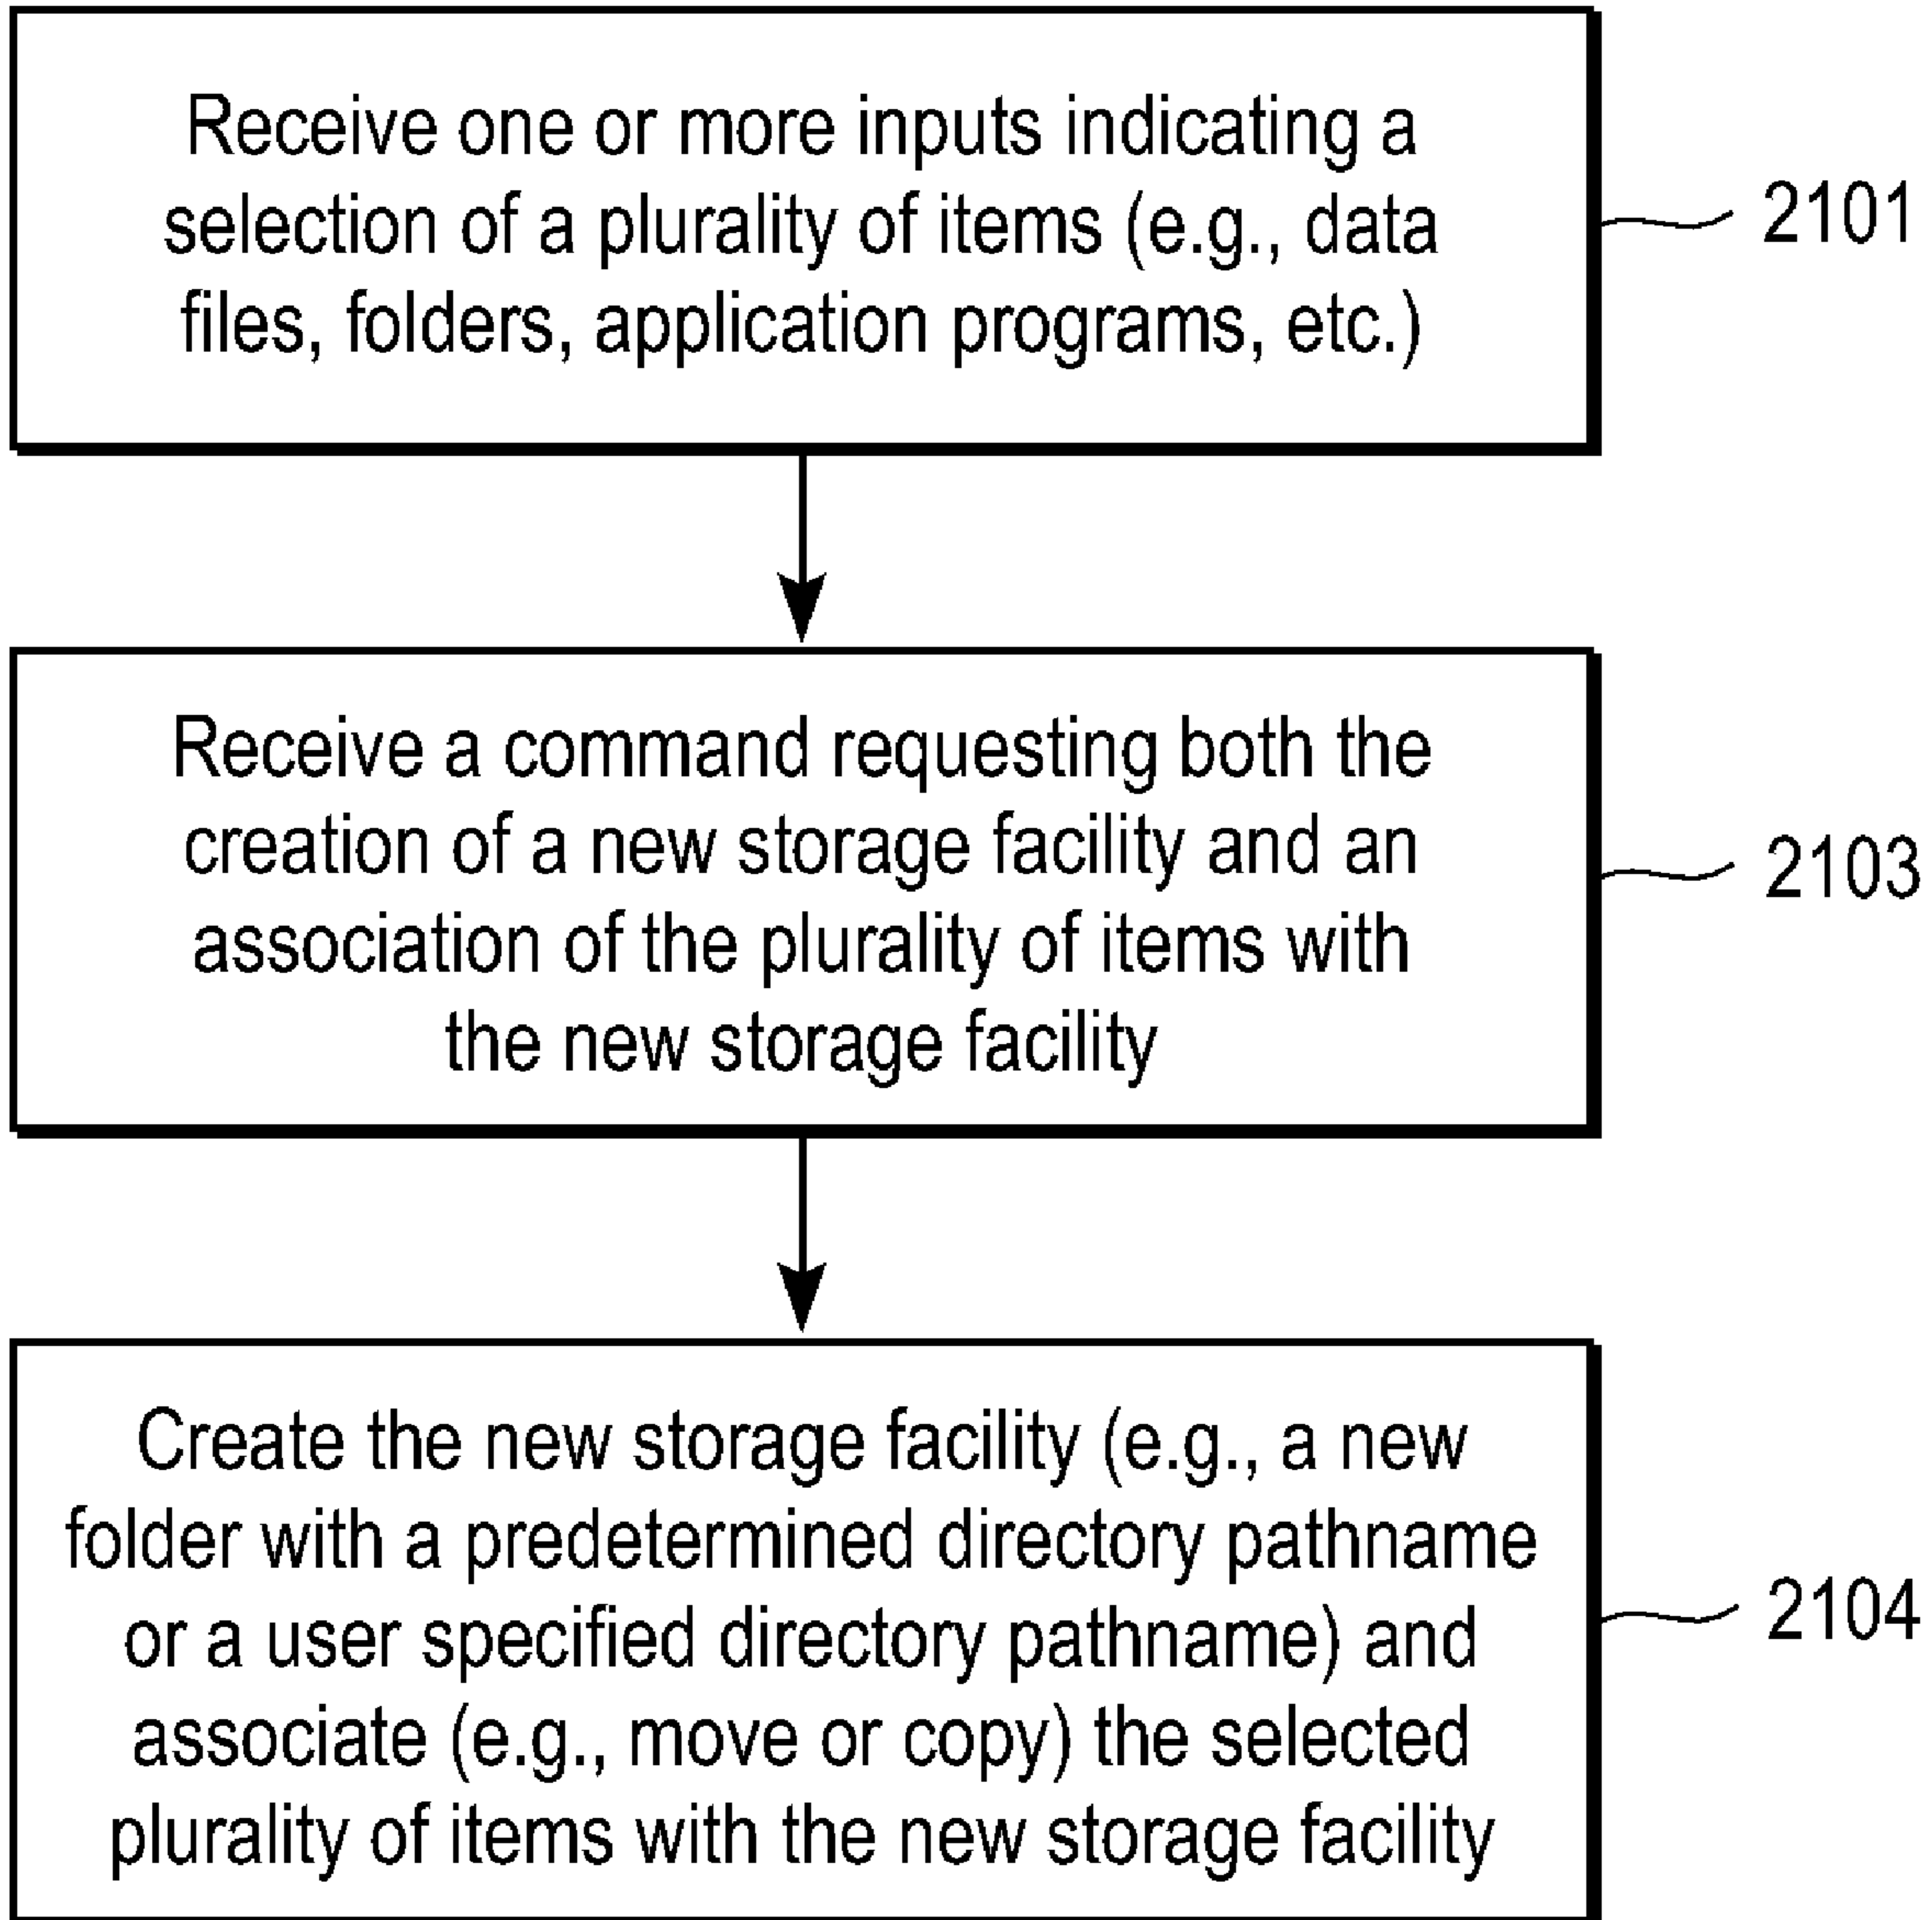 Receive one or more inputs indicating a
selection of a plurality of items (e.g., data
files, folders, application programs, etc.)
2101
Receive a command requesting both the
creation of a new storage facility and an
association of the plurality of items with
the new storage facility
2103
Create the new storage facility (e.g., a new
folder with a predetermined directory pathname
or a user specified directory pathname) and
associate (e.g., move or copy) the selected
plurality of items with the new storage facility
2104